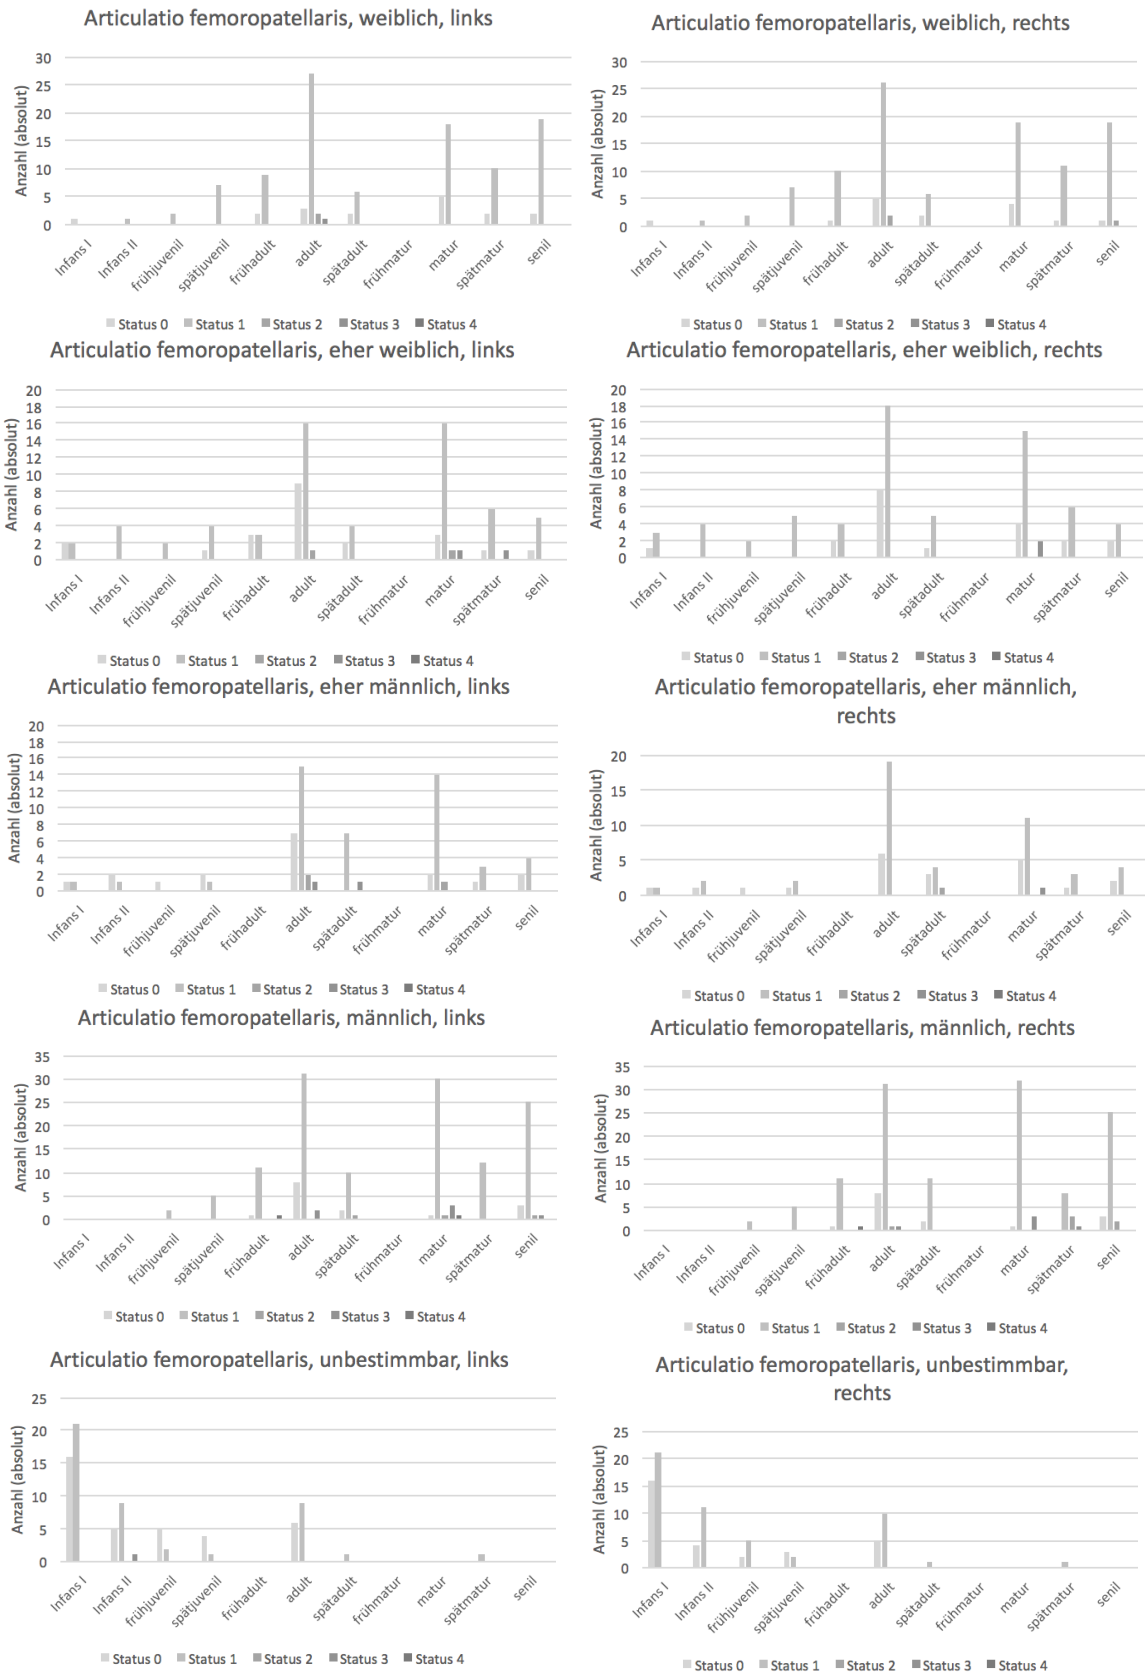 Articulatio femoropatellaris, weiblich, links
Anzahl (absolut)
30
25
20
15
10
5
0
Infans I
Infans II
frühjuvenil
spätjuvenil
frühadult
adult
spätadult
frühmatur
matur
spätmatur
senil
Status 0 Status 1 Status 2 Status 3 Status 4
Articulatio femoropatellaris, weiblich, rechts
Anzahl (absolut)
30
25
20
15
10
5
0
Infans I
Infans II
frühjuvenil
spätjuvenil
frühadult
adult
spätadult
frühmatur
matur
spätmatur
senil
Status 0 Status 1 Status 2 Status 3 Status 4
Articulatio femoropatellaris, eher weiblich, links
Anzahl (absolut)
20
18
16
14
12
10
8
6
4
2
0
Infans I
Infans II
frühjuvenil
spätjuvenil
frühadult
adult
spätadult
frühmatur
matur
spätmatur
senil
Status 0 Status 1 Status 2 Status 3 Status 4
Articulatio femoropatellaris, eher weiblich, rechts
Anzahl (absolut)
20
18
16
14
12
10
8
6
4
2
0
Infans I
Infans II
frühjuvenil
spätjuvenil
frühadult
adult
spätadult
frühmatur
matur
spätmatur
senil
Status 0 Status 1 Status 2 Status 3 Status 4
Articulatio femoropatellaris, eher männlich, links
Anzahl (absolut)
20
18
16
14
12
10
8
6
4
2
0
Infans I
Infans II
frühjuvenil
spätjuvenil
frühadult
adult
spätadult
frühmatur
matur
spätmatur
senil
Status 0 Status 1 Status 2 Status 3 Status 4
Articulatio femoropatellaris, eher männlich,
rechts
Anzahl (absolut)
20
15
10
5
0
Infans I
Infans II
frühjuvenil
spätjuvenil
frühadult
adult
spätadult
frühmatur
matur
spätmatur
senil
Status 0 Status 1 Status 2 Status 3 Status 4
Articulatio femoropatellaris, männlich, links
Anzahl (absolut)
35
30
25
20
15
10
5
0
Infans I
Infans II
frühjuvenil
spätjuvenil
frühadult
adult
spätadult
frühmatur
matur
spätmatur
senil
Status 0 Status 1 Status 2 Status 3 Status 4
Articulatio femoropatellaris, männlich, rechts
Anzahl (absolut)
35
30
25
20
15
10
5
0
Infans I
Infans II
frühjuvenil
spätjuvenil
frühadult
adult
spätadult
frühmatur
matur
spätmatur
senil
Status 0 Status 1 Status 2 Status 3 Status 4
Articulatio femoropatellaris, unbestimmbar, links
Anzahl (absolut)
25
20
15
10
5
0
Infans I
Infans II
frühjuvenil
spätjuvenil
frühadult
adult
spätadult
frühmatur
matur
spätmatur
senil
Status 0 Status 1 Status 2 Status 3 Status 4
Articulatio femoropatellaris, unbestimmbar,
rechts
Anzahl (absolut)
25
20
15
10
5
0
Infans I
Infans II
frühjuvenil
spätjuvenil
frühadult
adult
spätadult
frühmatur
matur
spätmatur
senil
Status 0 Status 1 Status 2 Status 3 Status 4